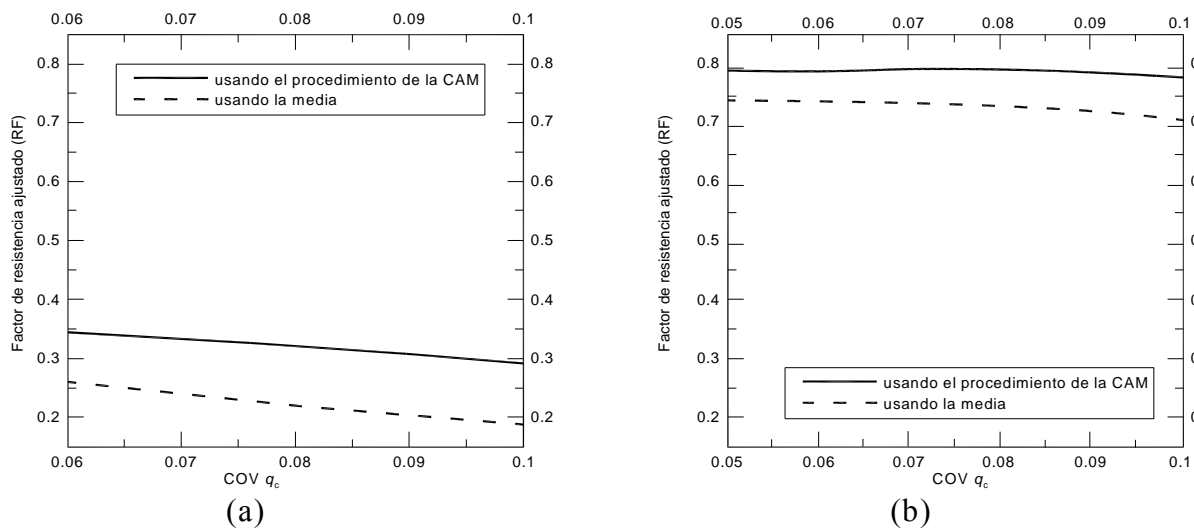 0.06 0.07 0.08 0.09 0.1
0.8 0.8
0.7 0.7
0.6 0.6
0.5 0.5
0.4 0.4
0.3 0.3
0.2 0.2
usando el procedimiento de la CAM
usando la media
Factor de resistencia ajustado (RF)
0.06 0.07 0.08 0.09 0.1
COV qc
(a)
0.05 0.06 0.07 0.08 0.09 0.1
0.8
0.7
0.6
0.5
0.4
0.3
0.2
Factor de resistencia ajustado (RF)
usando el procedimiento de la CAM
usando la media
0.05 0.06 0.07 0.08 0.09 0.1
COV qc
(b)